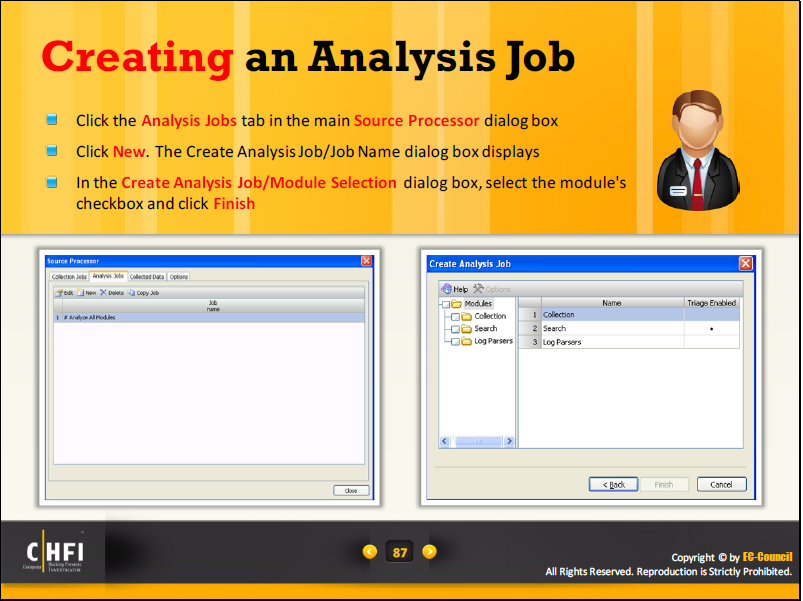 Creating an Analysis Job
Click the Analysis Jobs tab in the main Source Processor dialog box
Click New. The Create Analysis Job/Job Name dialog box displays
In the Create Analysis Job/Module Selection dialog box, select the module's
checkbox and click Finish
Source Processor
Collection Jobs Analysis Jobs Collected Data Options
Edit New Delete Copy Job
Job
Name
1 # Analyze All Modules
Close
Create Analysis Job
Help Options
Modules
Collection
Search
Log Parsers
Name Triage Enabled
1 Collection
2 Search •
3 Log Parsers
< Back Finish Cancel
CHFI
Computer Hacking Forensic
INVESTIGATOR
87
Copyright © by EC-Council
All Rights Reserved. Reproduction is Strictly Prohibited.